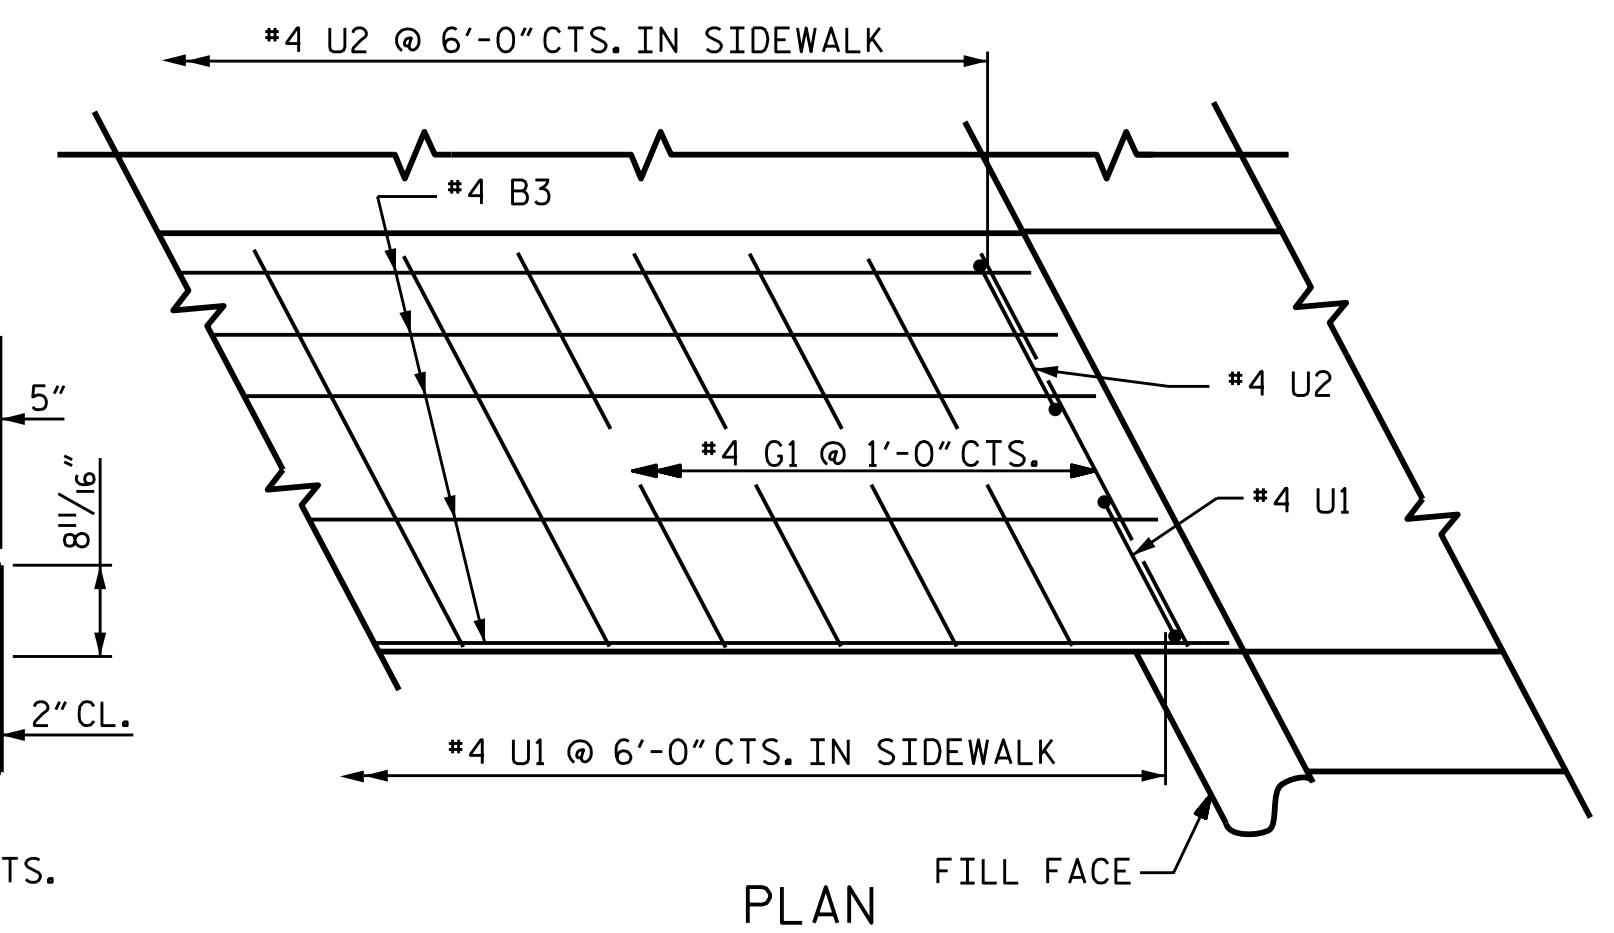 #4 U2 @ 6'-0" CTS. IN SIDEWALK
#4 B3
5"
#4 U2
#4 G1 @ 1'-0" CTS.
8 11/16"
#4 U1
2" CL.
#4 U1 @ 6'-0" CTS. IN SIDEWALK
TS.
FILL FACE
PLAN